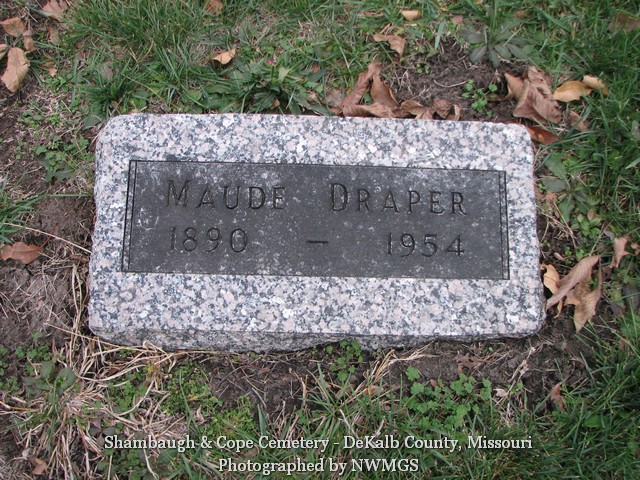 MAUDE DRAPER
1890 – 1954
Shambaugh & Cope Cemetery - DeKalb County, Missouri
Photographed by NWMGS